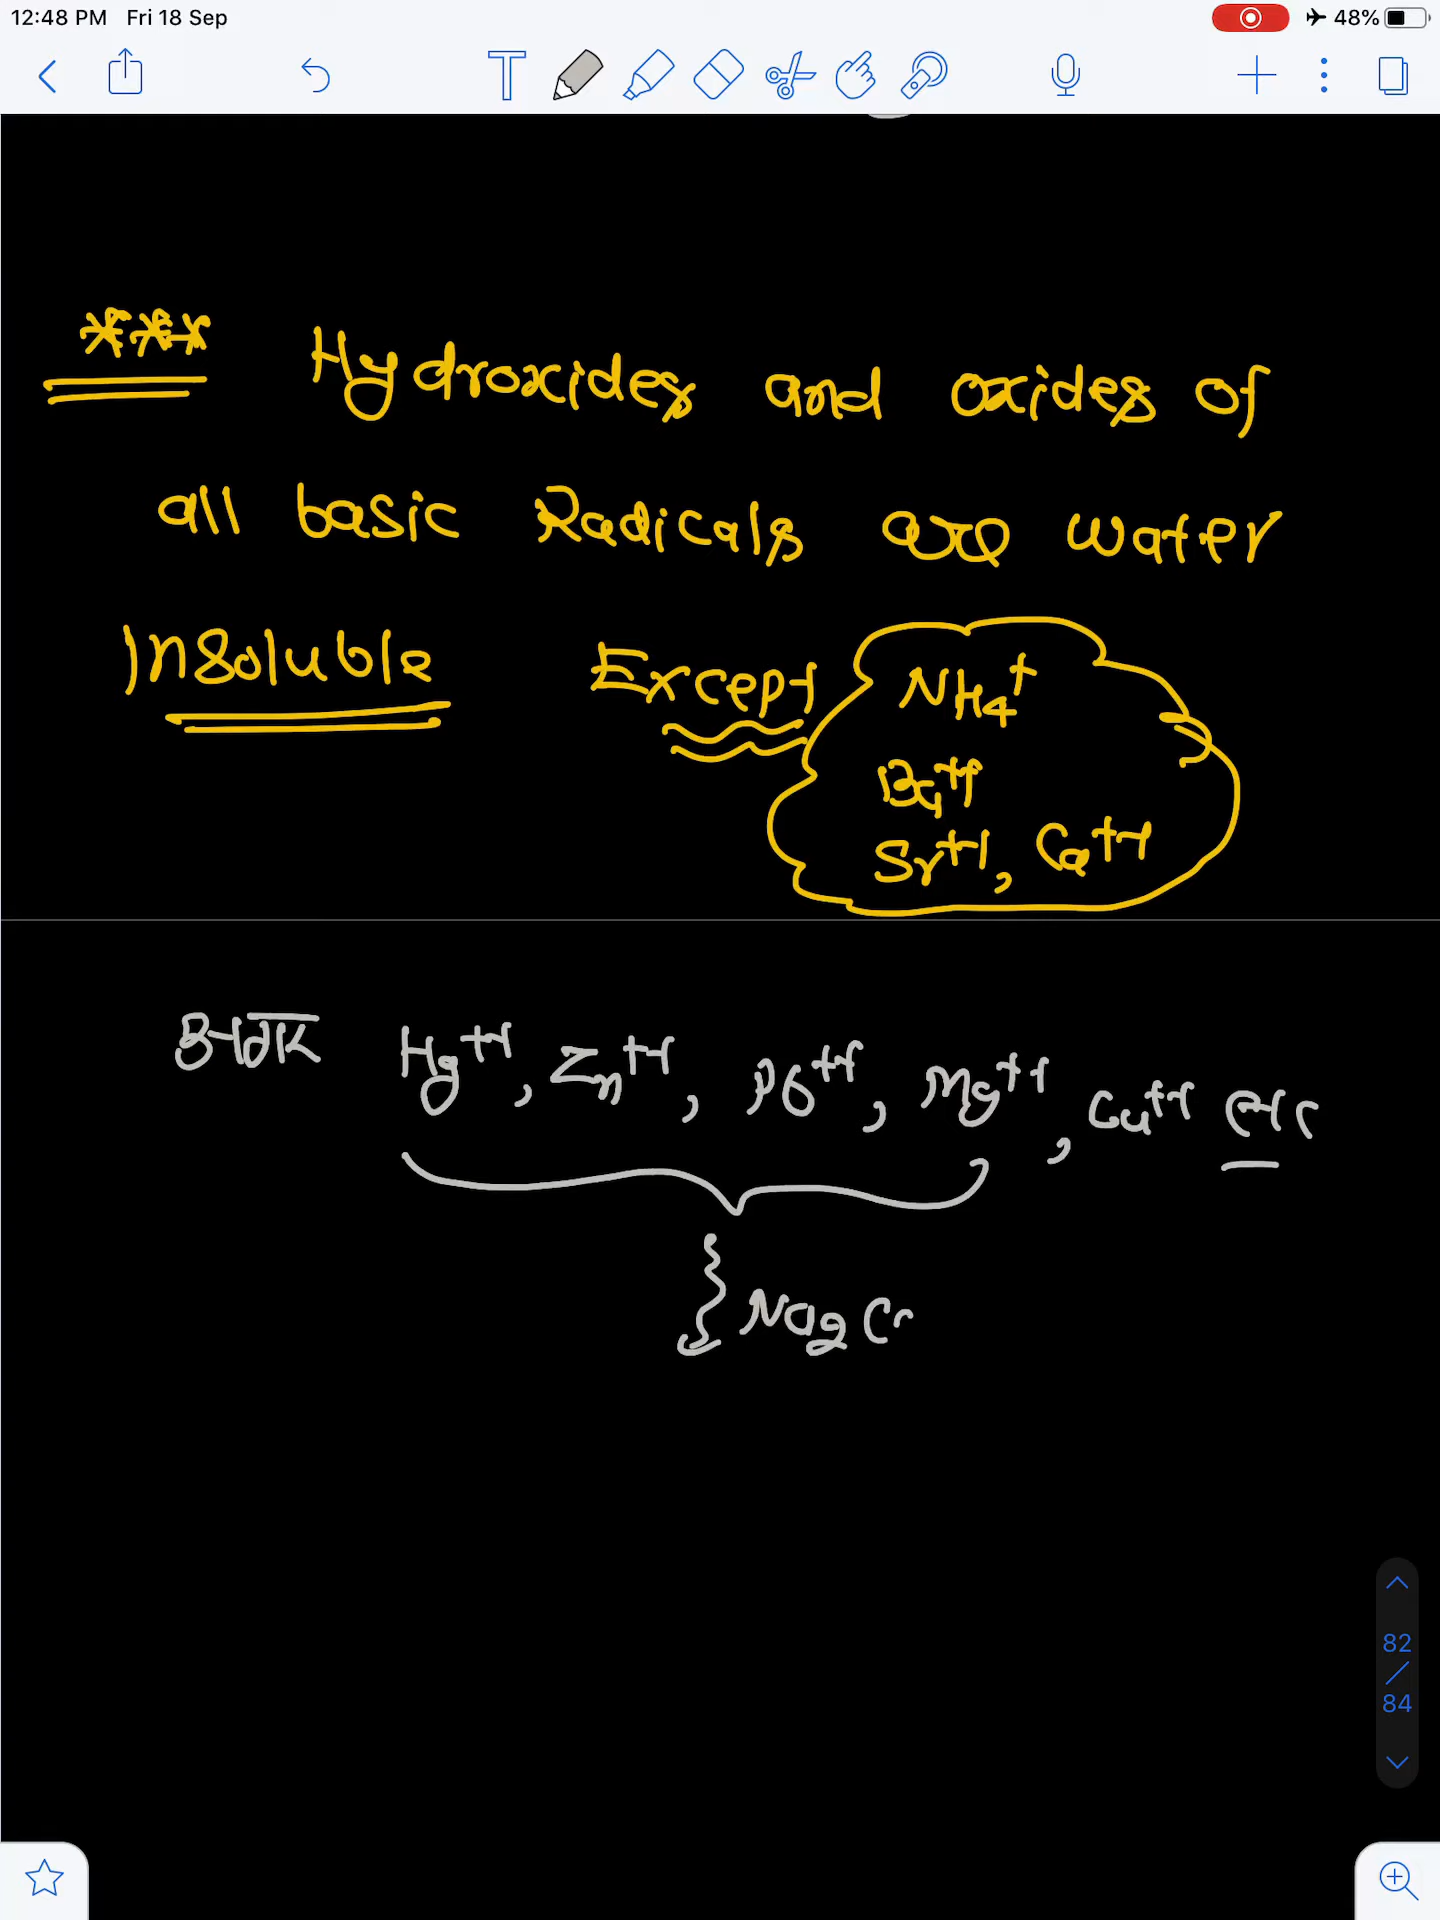 12:48 PM Fri 18 Sep 48%
*** Hydroxides and oxides of
all basic Radicals are water
Insoluble Except NH4+
Ba++
Sr++, Ca++
Hg++, Zn++, Pb++, Mg++, Cu++ etc
Na2 C
82
/
84